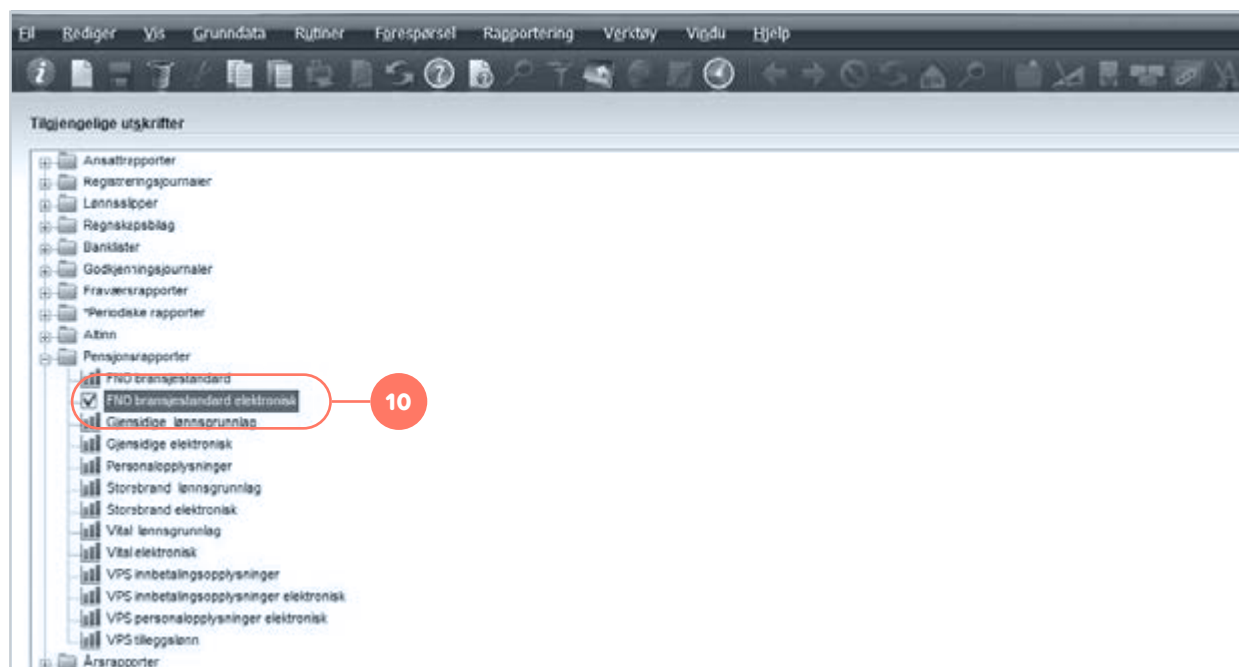 Fil Rediger Vis Grunndata Rutiner Forespørsel Rapportering Verktøy Vindu Hjelp
Tilgjengelige utskrifter
Ansattrapporter
Registreringsjournaler
Lønnsslipper
Regnskapsbilag
Banklister
Godkjenningsjournaler
Fraværsrapporter
*Periodiske rapporter
Altinn
Pensjonsrapporter
FNO bransjestandard
FNO bransjestandard elektronisk
10
Gjensidige lønnsgrunnlag
Gjensidige elektronisk
Personalopplysninger
Storebrand lønnsgrunnlag
Storebrand elektronisk
Vital lønnsgrunnlag
Vital elektronisk
VPS innbetalingsopplysninger
VPS innbetalingsopplysninger elektronisk
VPS personalopplysninger elektronisk
VPS tilleggslønn
Årsrapporter